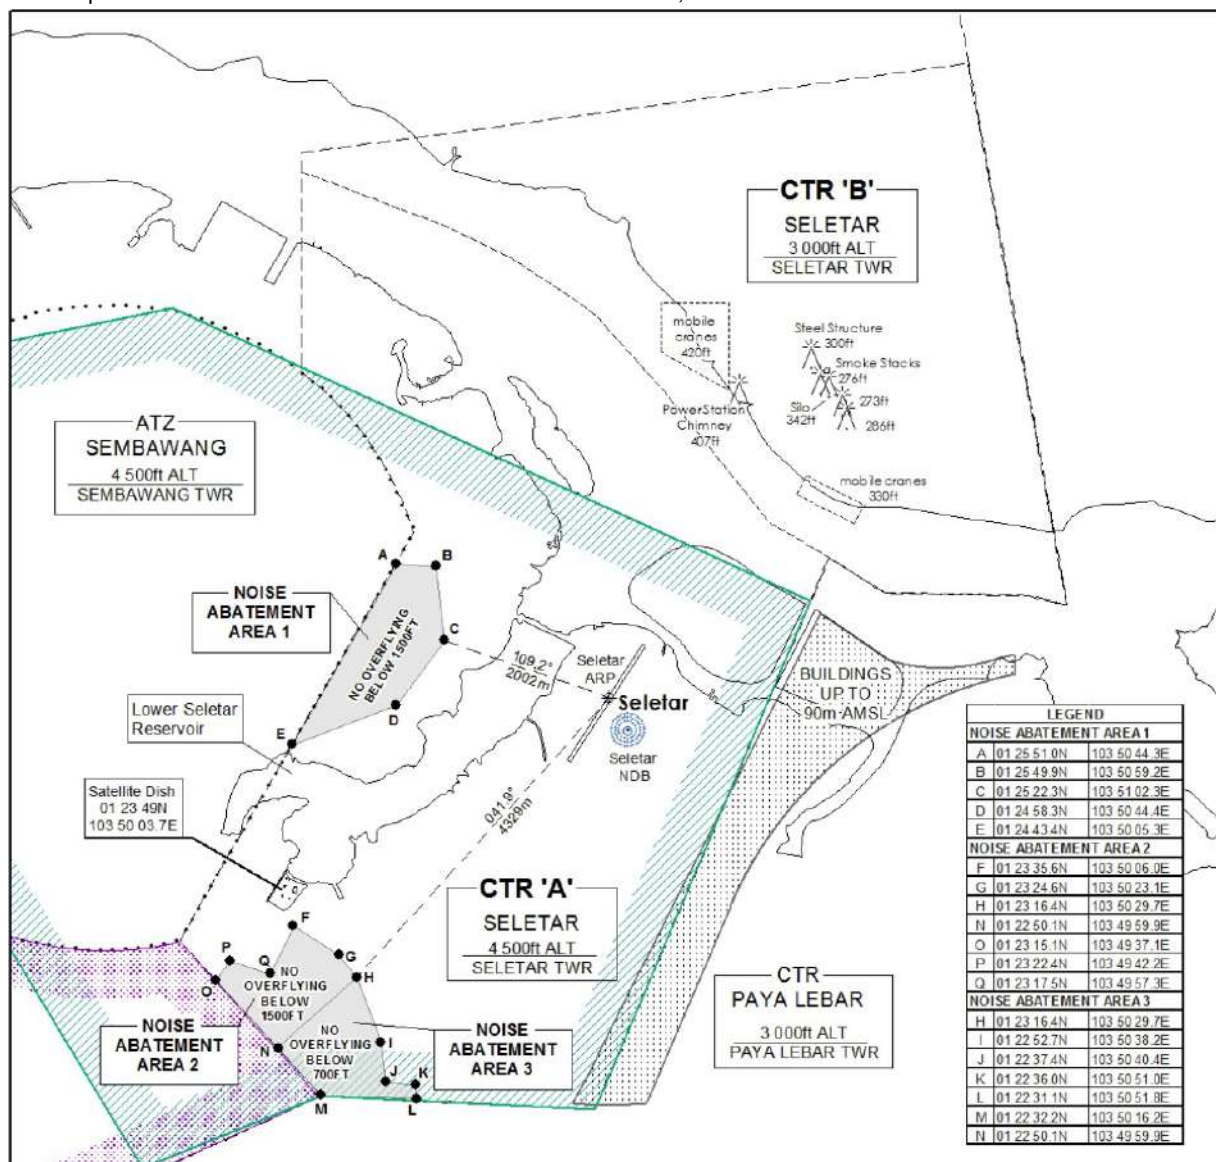 CTR 'B'
SELETAR
3 000ft ALT
SELETAR TWR
mobile
cranes
420ft
Steel Structure
300ft
Smoke Stacks
276ft
273ft
286ft
Silo
342ft
Power Station
Chimney
407ft
mobile cranes
330ft
ATZ
SEMBAWANG
4 500ft ALT
SEMBAWANG TWR
A
B
C
D
E
NOISE
ABATEMENT
AREA 1
NO OVERFLYING
BELOW 1500FT
109.2°
2002m
Seletar
ARP
Seletar
Seletar
NDB
BUILDINGS
UP TO
90m AMSL
Lower Seletar
Reservoir
Satellite Dish
01 23 49N
103 50 03.7E
041.9°
4329m
CTR 'A'
SELETAR
4 500ft ALT
SELETAR TWR
F
G
H
P
Q
O
N
I
J
K
L
M
NO
OVERFLYING
BELOW
1500FT
NO
OVERFLYING
BELOW
700FT
NOISE
ABATEMENT
AREA 2
NOISE
ABATEMENT
AREA 3
CTR
PAYA LEBAR
3 000ft ALT
PAYA LEBAR TWR
LEGEND
NOISE ABATEMENT AREA 1
A 01 25 51.0N 103 50 44.3E
B 01 25 49.9N 103 50 59.2E
C 01 25 22.3N 103 51 02.3E
D 01 24 58.3N 103 50 44.4E
E 01 24 43.4N 103 50 05.3E
NOISE ABATEMENT AREA 2
F 01 23 35.6N 103 50 06.0E
G 01 23 24.6N 103 50 23.1E
H 01 23 16.4N 103 50 29.7E
N 01 22 50.1N 103 49 59.9E
O 01 23 15.1N 103 49 37.1E
P 01 23 22.4N 103 49 42.2E
Q 01 23 17.5N 103 49 57.3E
NOISE ABATEMENT AREA 3
H 01 23 16.4N 103 50 29.7E
I 01 22 52.7N 103 50 38.2E
J 01 22 37.4N 103 50 40.4E
K 01 22 36.0N 103 50 51.0E
L 01 22 31.1N 103 50 51.8E
M 01 22 32.2N 103 50 16.2E
N 01 22 50.1N 103 49 59.9E